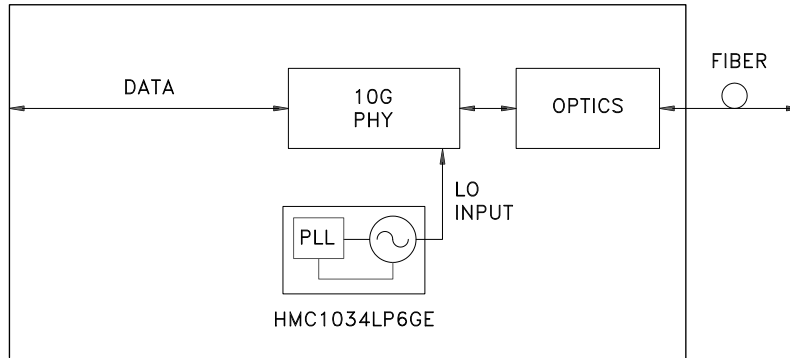 FIBER
DATA
10G
PHY
OPTICS
LO
INPUT
PLL
HMC1034LP6GE